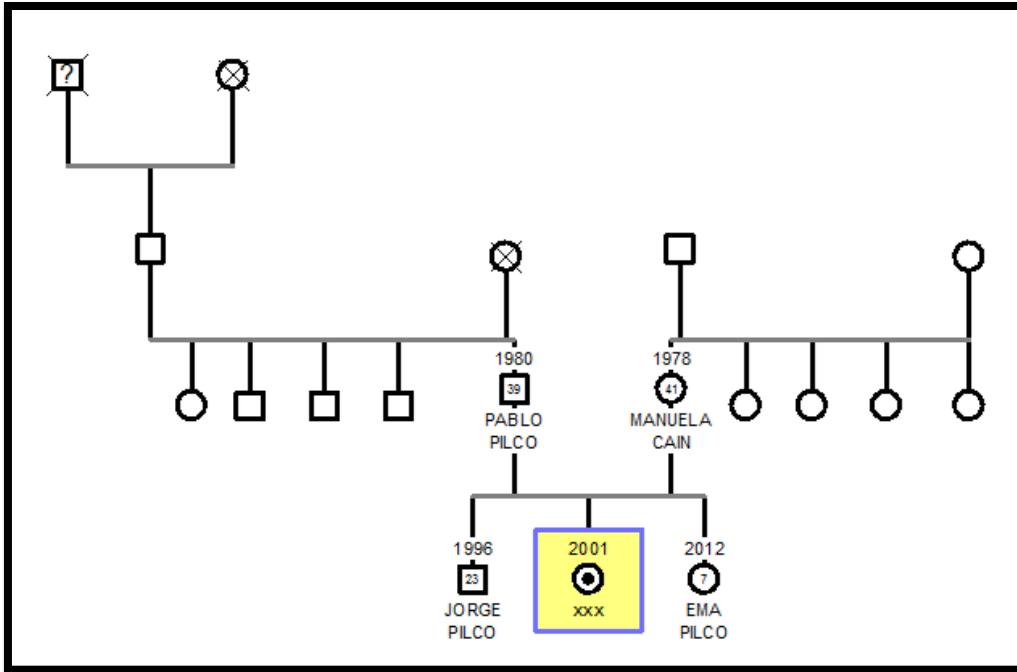 ?
1980
1978
39
41
PABLO
PILCO
MANUELA
CAIN
1996
2001
2012
23
7
JORGE
PILCO
xxx
EMA
PILCO